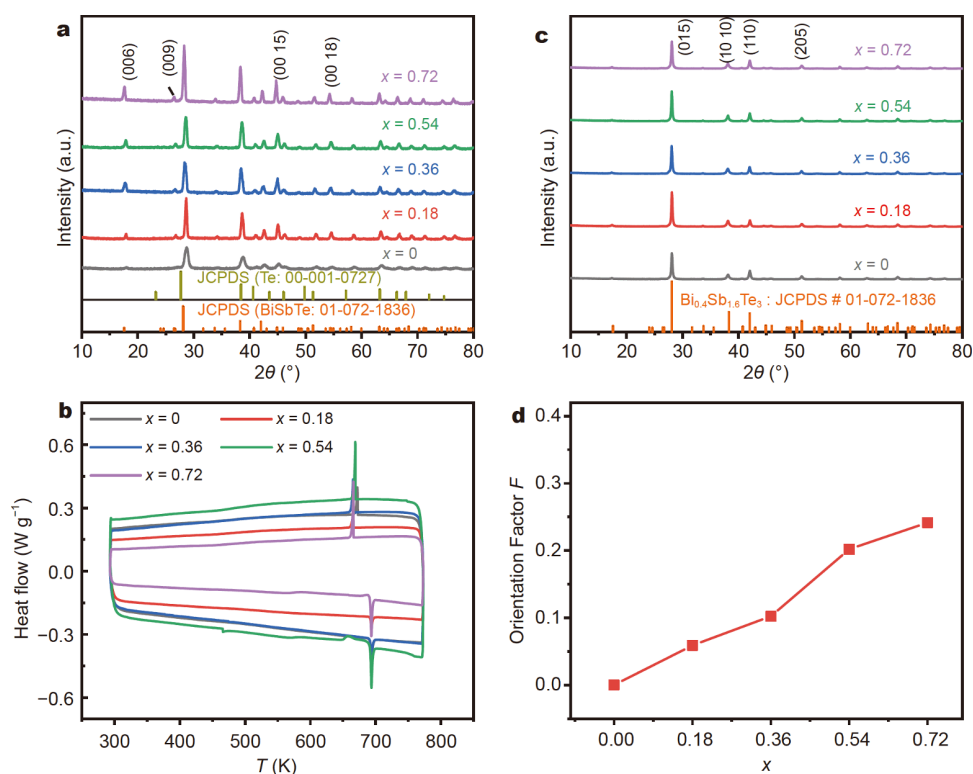 a
(006)
(009)
(00 15)
(00 18)
x = 0.72
x = 0.54
x = 0.36
x = 0.18
x = 0
JCPDS (Te: 00-001-0727)
JCPDS (BiSbTe: 01-072-1836)
Intensity (a.u.)
10 20 30 40 50 60 70 80
2θ (°)
c
(015)
(10 10)
(110)
(205)
x = 0.72
x = 0.54
x = 0.36
x = 0.18
x = 0
Bi0.4Sb1.6Te3 : JCPDS # 01-072-1836
Intensity (a.u.)
10 20 30 40 50 60 70 80
2θ (°)
b
x = 0
x = 0.18
x = 0.36
x = 0.54
x = 0.72
Heat flow (W g−1)
0.6
0.3
0.0
−0.3
−0.6
300 400 500 600 700 800
T (K)
d
Orientation Factor F
0.4
0.3
0.2
0.1
0.0
0.00 0.18 0.36 0.54 0.72
x